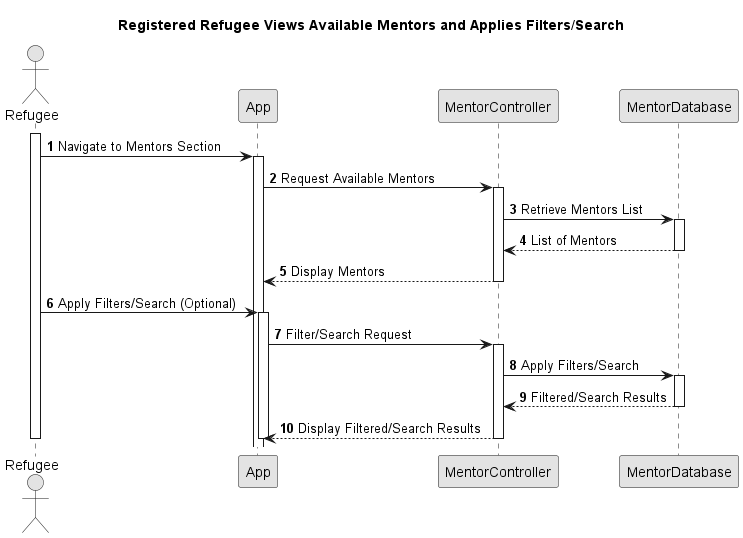 Registered Refugee Views Available Mentors and Applies Filters/Search
Refugee
App
MentorController
MentorDatabase
1 Navigate to Mentors Section
2 Request Available Mentors
3 Retrieve Mentors List
4 List of Mentors
5 Display Mentors
6 Apply Filters/Search (Optional)
7 Filter/Search Request
8 Apply Filters/Search
9 Filtered/Search Results
10 Display Filtered/Search Results
Refugee
App
MentorController
MentorDatabase